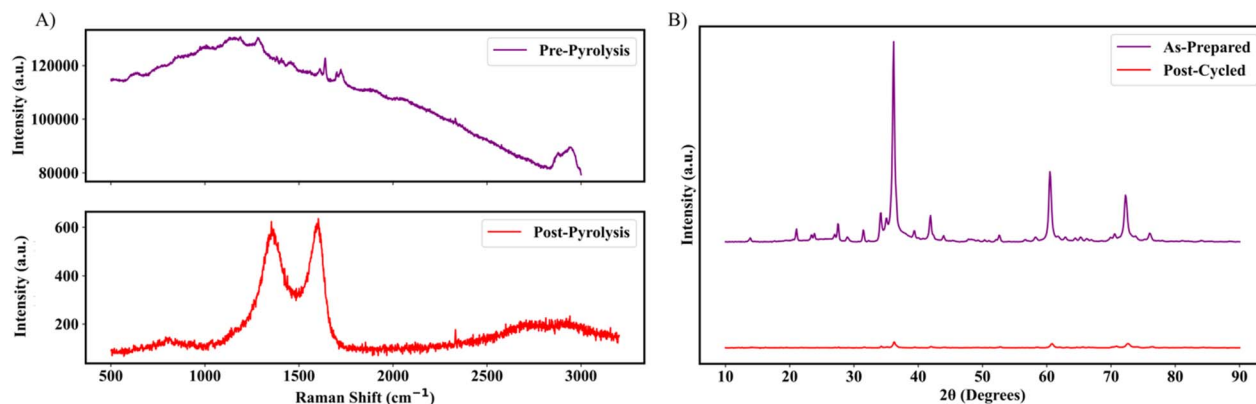 A)
120000
100000
80000
Intensity (a.u.)
Pre-Pyrolysis
600
400
200
Intensity (a.u.)
Post-Pyrolysis
500 1000 1500 2000 2500 3000
Raman Shift (cm⁻¹)
B)
Intensity (a.u.)
As-Prepared
Post-Cycled
10 20 30 40 50 60 70 80 90
2θ (Degrees)